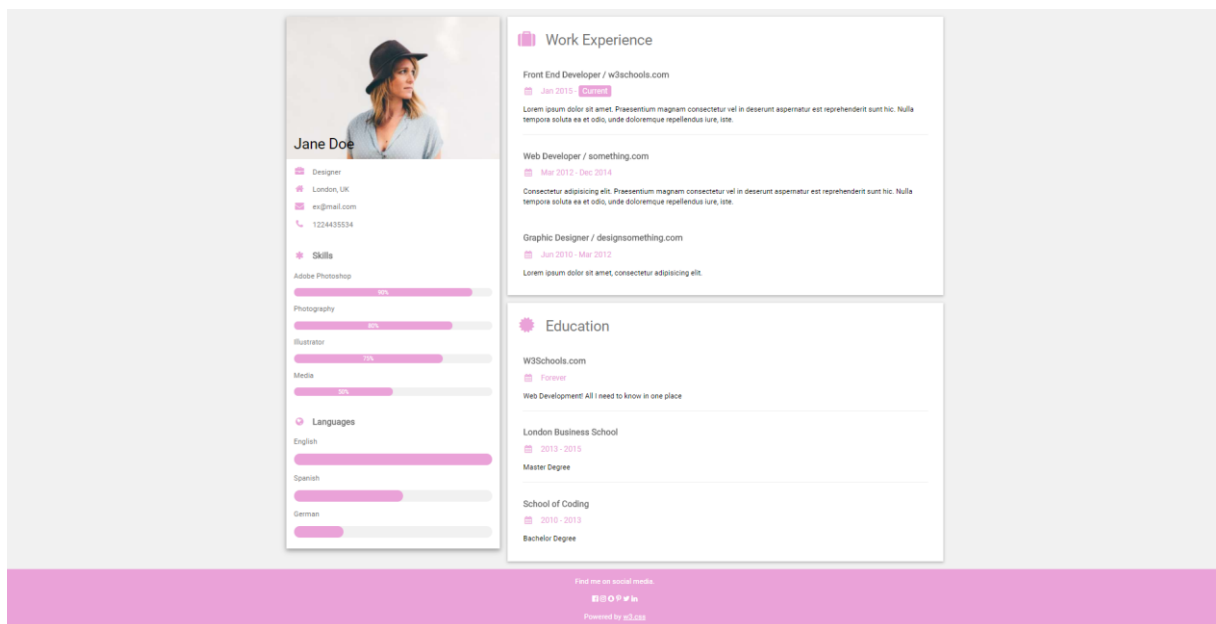 Jane Doe
Designer
London, UK
ex@mail.com
1224435534
Skills
Adobe Photoshop
90%
Photography
80%
Illustrator
75%
Media
50%
Languages
English
Spanish
German
Work Experience
Front End Developer / w3schools.com
Jan 2015 - Current
Lorem ipsum dolor sit amet. Praesentium magnam consectetur vel in deserunt aspernatur est reprehenderit sunt hic. Nulla
tempora soluta ea et odio, unde doloremque repellendus iure, iste.
Web Developer / something.com
Mar 2012 - Dec 2014
Consectetur adipisicing elit. Praesentium magnam consectetur vel in deserunt aspernatur est reprehenderit sunt hic. Nulla
tempora soluta ea et odio, unde doloremque repellendus iure, iste.
Graphic Designer / designsomething.com
Jun 2010 - Mar 2012
Lorem ipsum dolor sit amet, consectetur adipisicing elit.
Education
W3Schools.com
Forever
Web Development! All I need to know in one place
London Business School
2013 - 2015
Master Degree
School of Coding
2010 - 2013
Bachelor Degree
Find me on social media.
Powered by w3.css